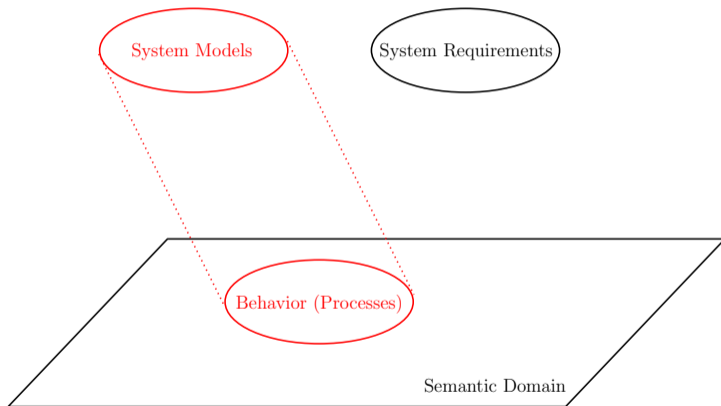 System Models
System Requirements
Behavior (Processes)
Semantic Domain